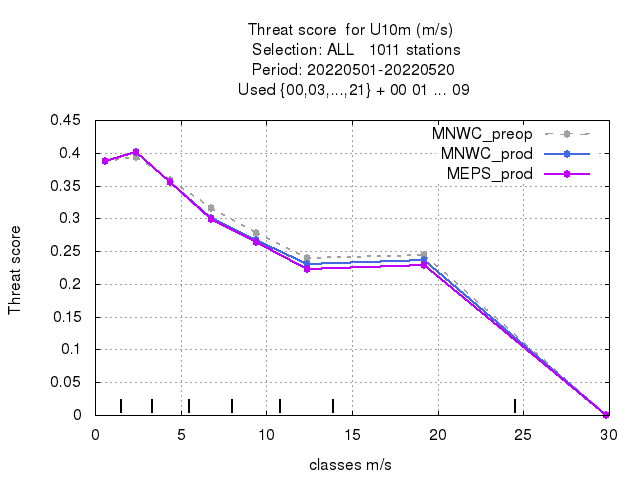 Threat score  for U10m (m/s)
Selection: ALL   1011 stations
Period: 20220501-20220520
Used {00,03,...,21} + 00 01 ... 09
MNWC_preop
MNWC_prod
MEPS_prod
0.45
0.4
0.35
0.3
0.25
0.2
0.15
0.1
0.05
0
Threat score
0 5 10 15 20 25 30
classes m/s